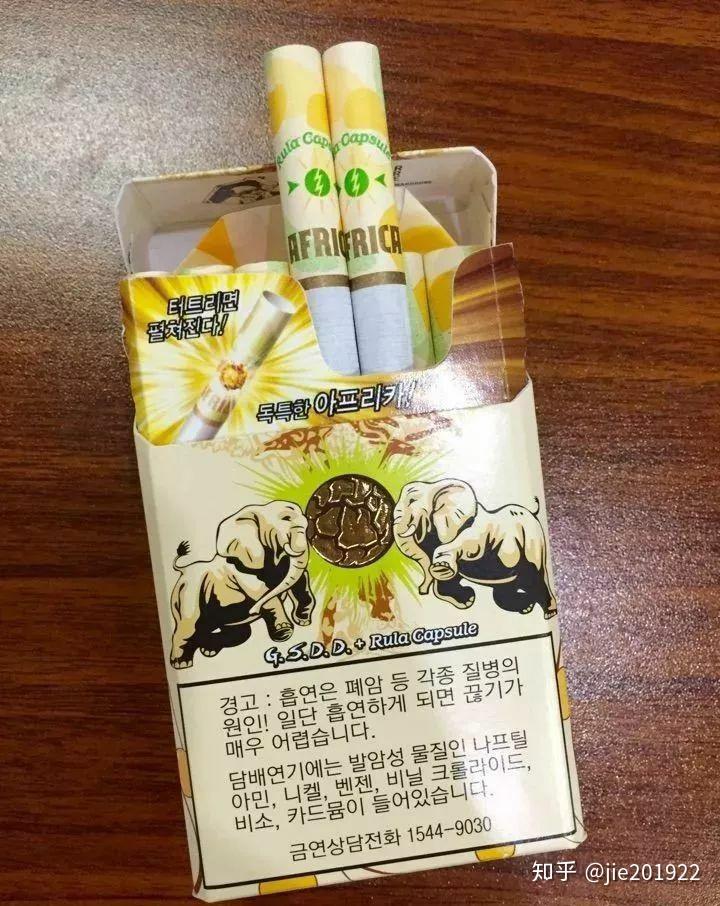 Rula Capsule
AFRICA
터트리면
펼쳐진다!
AFRICA
독특한 아프리카!
G.S.D.D. + Rula Capsule
경고 : 흡연은 폐암 등 각종 질병의
원인! 일단 흡연하게 되면 끊기가
매우 어렵습니다.
담배연기에는 발암성 물질인 나프틸
아민, 니켈, 벤젠, 비닐 크롤라이드,
비소, 카드뮴이 들어있습니다.
금연상담전화 1544-9030
知乎 @jie201922